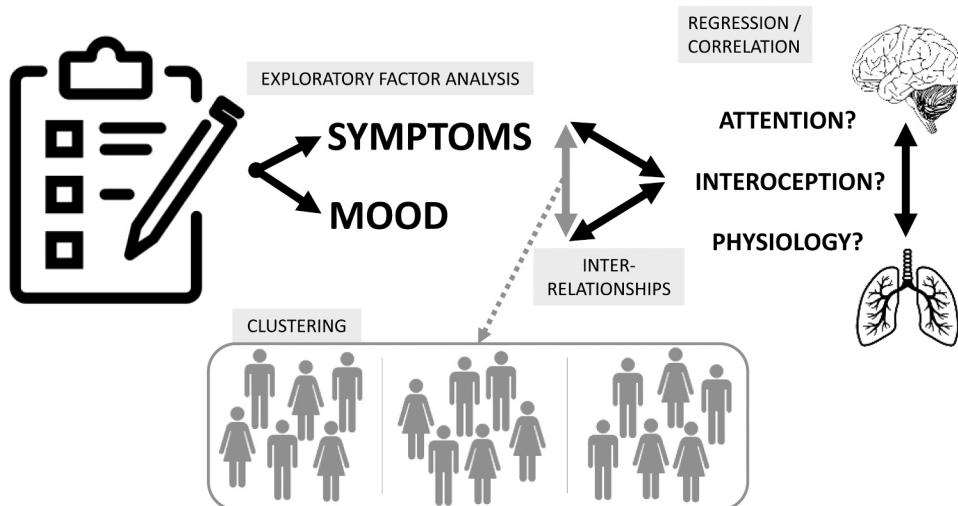 REGRESSION /
CORRELATION
EXPLORATORY FACTOR ANALYSIS
SYMPTOMS
MOOD
ATTENTION?
INTEROCEPTION?
PHYSIOLOGY?
INTER-
RELATIONSHIPS
CLUSTERING